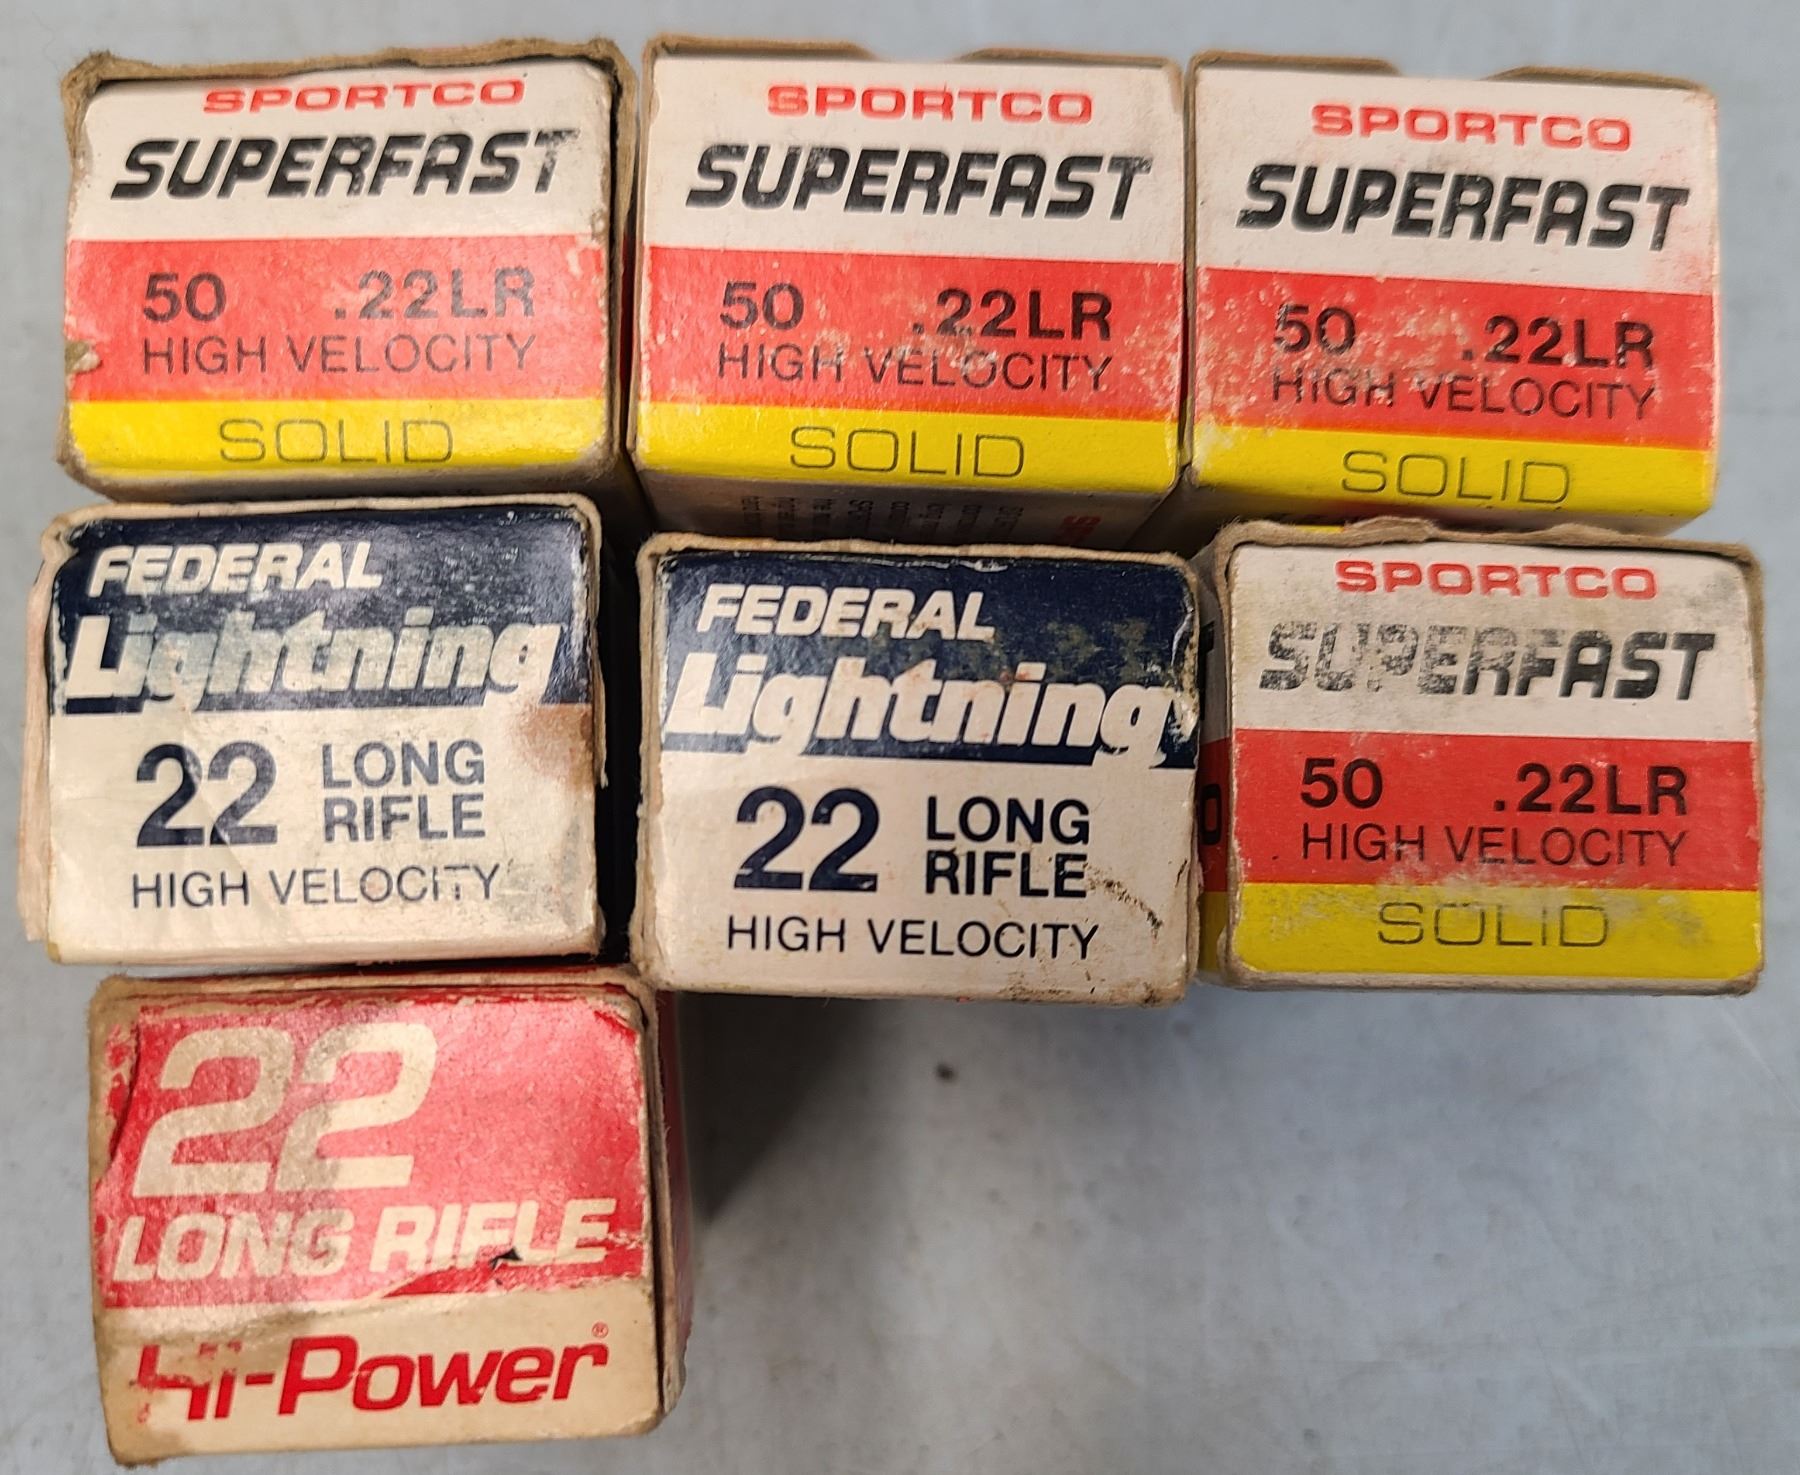 SPORTCO
SUPERFAST
50 .22LR
HIGH VELOCITY
SOLID
SPORTCO
SUPERFAST
50 .22LR
HIGH VELOCITY
SOLID
SPORTCO
SUPERFAST
50 .22LR
HIGH VELOCITY
SOLID
FEDERAL
Lightning
22 LONG
RIFLE
HIGH VELOCITY
FEDERAL
Lightning
22 LONG
RIFLE
HIGH VELOCITY
SPORTCO
SUPERFAST
50 .22LR
HIGH VELOCITY
SOLID
22
LONG RIFLE
Hi-Power®